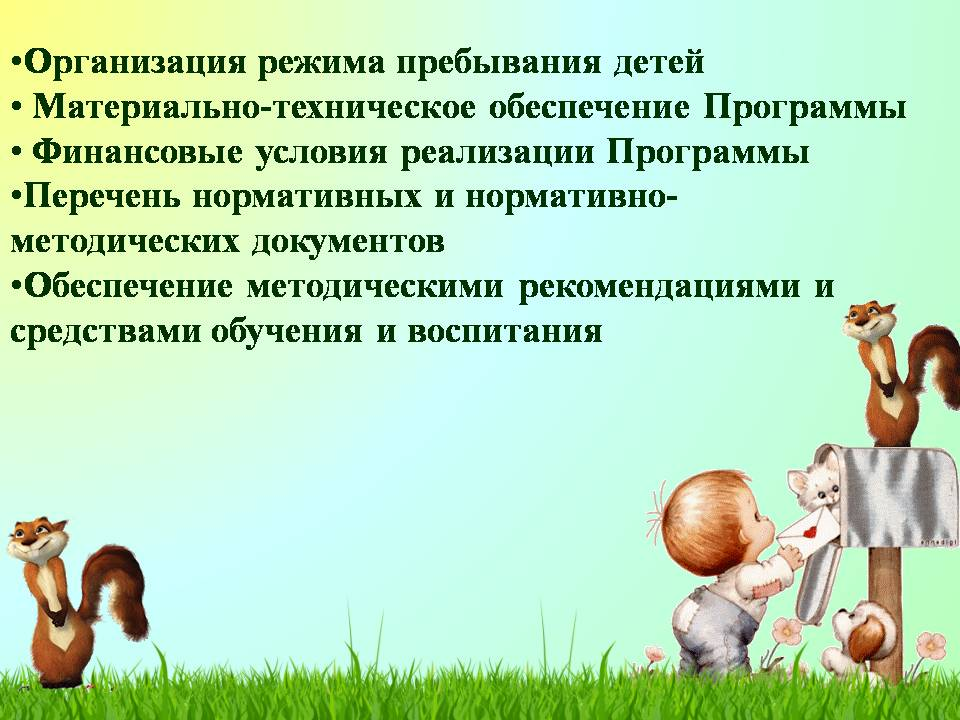 •Организация режима пребывания детей
• Материально-техническое обеспечение Программы
• Финансовые условия реализации Программы
•Перечень нормативных и нормативно-
методических документов
•Обеспечение методическими рекомендациями и
средствами обучения и воспитания